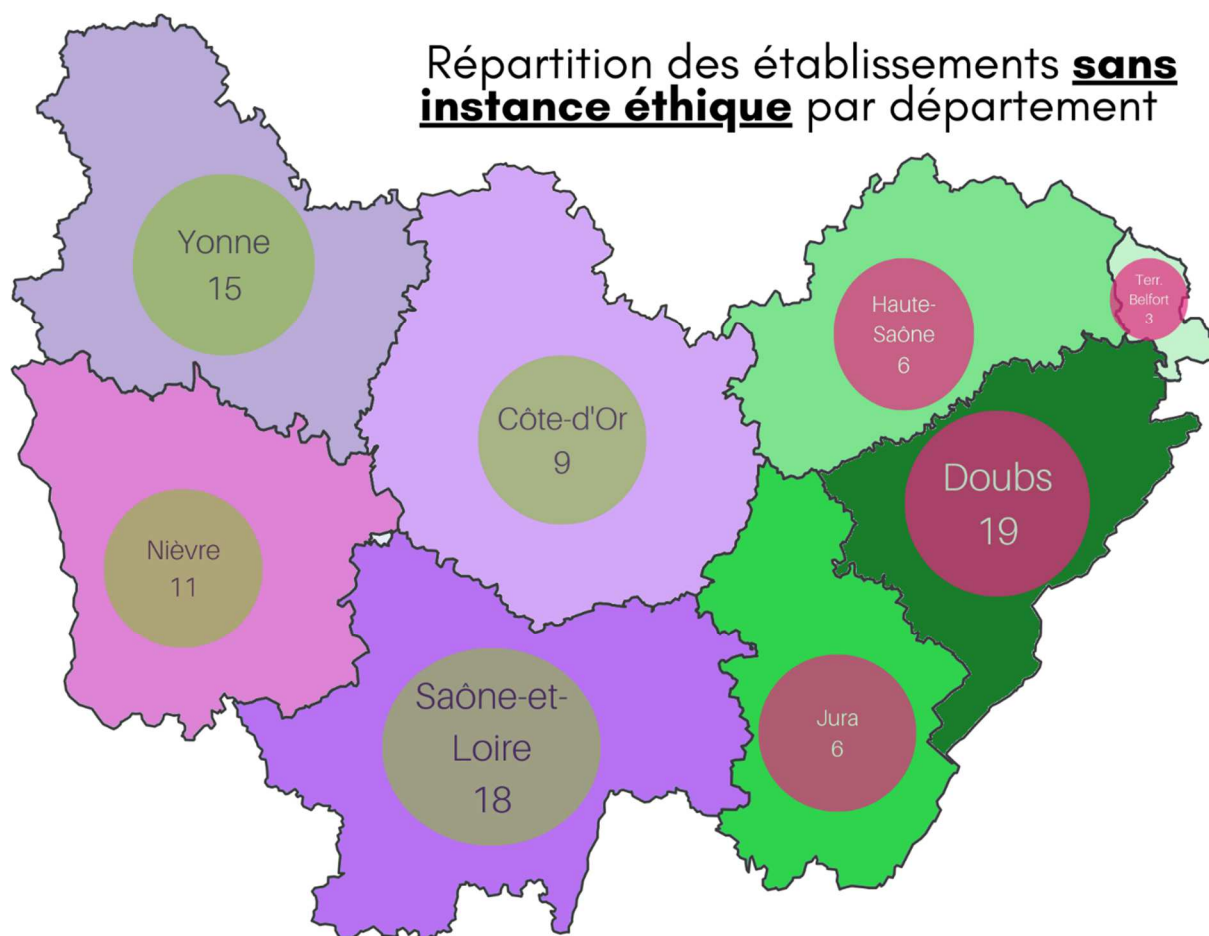 Répartition des établissements sans
instance éthique par département
Yonne
15
Côte-d'Or
9
Haute-
Saône
6
Terr.
Belfort
3
Doubs
19
Nièvre
11
Saône-et-
Loire
18
Jura
6